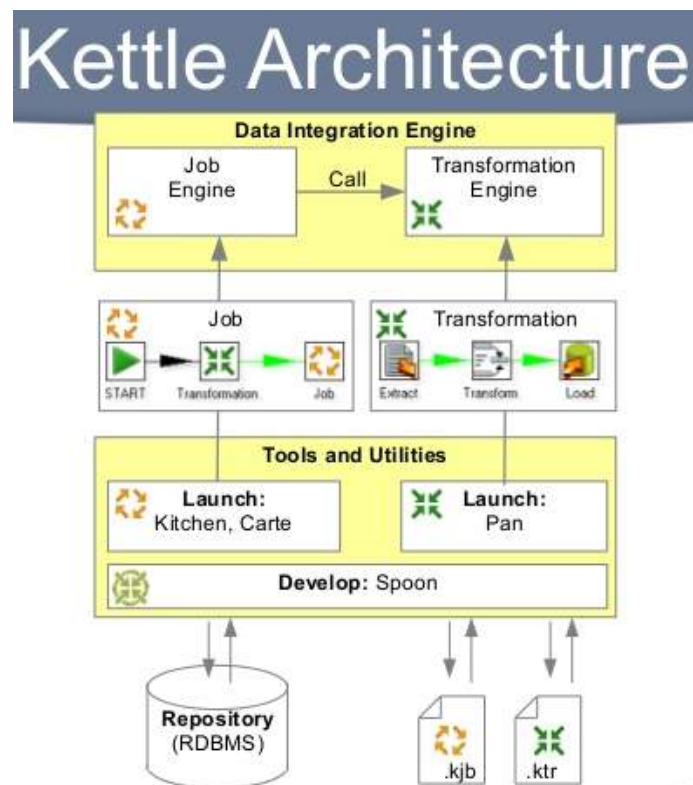 Kettle Architecture
Data Integration Engine
Job
Engine
Call
Transformation
Engine
Job
START
Transformation
Job
Transformation
Extract
Transform
Load
Tools and Utilities
Launch:
Kitchen, Carte
Launch:
Pan
Develop: Spoon
Repository
(RDBMS)
.kjb
.ktr